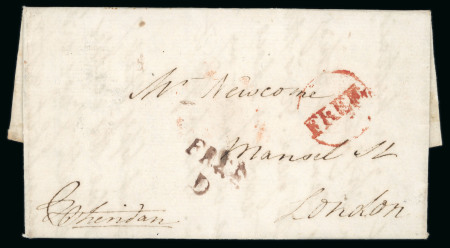 Mr. Newcome
FREE
FREE
D
Mansel St
London
Sheridan